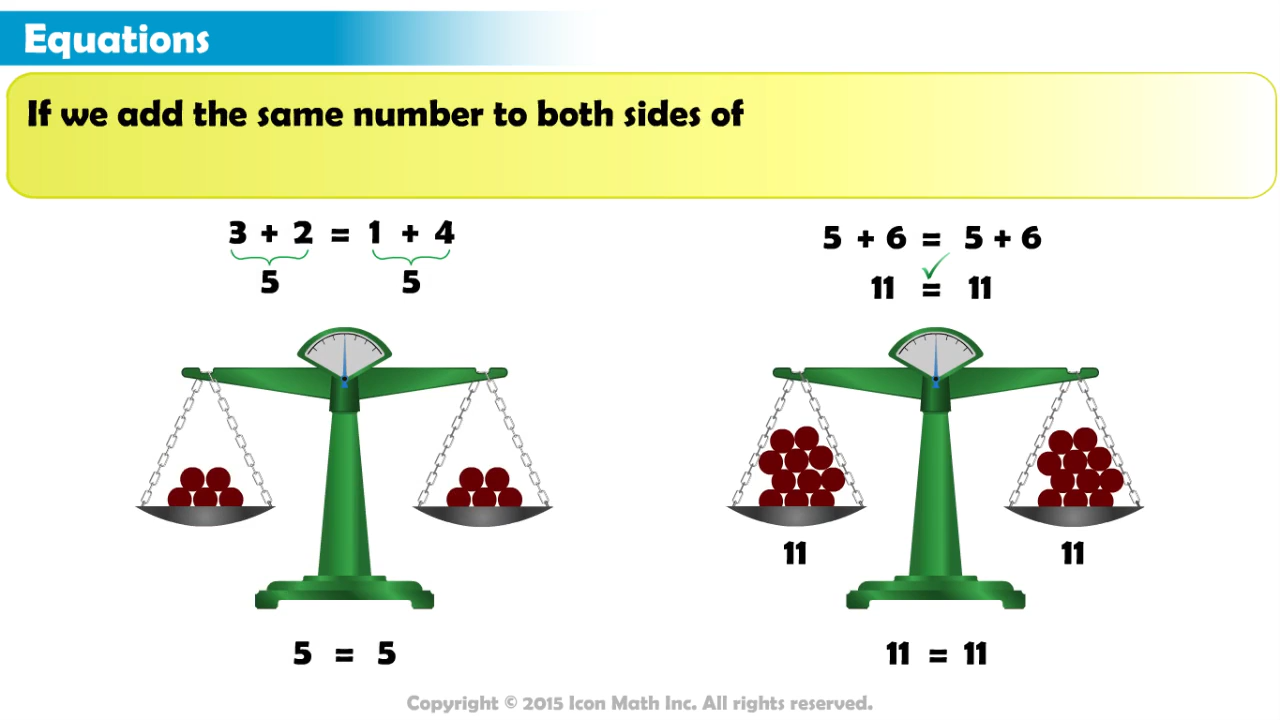 Equations
If we add the same number to both sides of
3 + 2 = 1 + 4
5 5
5 + 6 = 5 + 6
✓
11 = 11
11 11
5 = 5
11 = 11
Copyright © 2015 Icon Math Inc. All rights reserved.